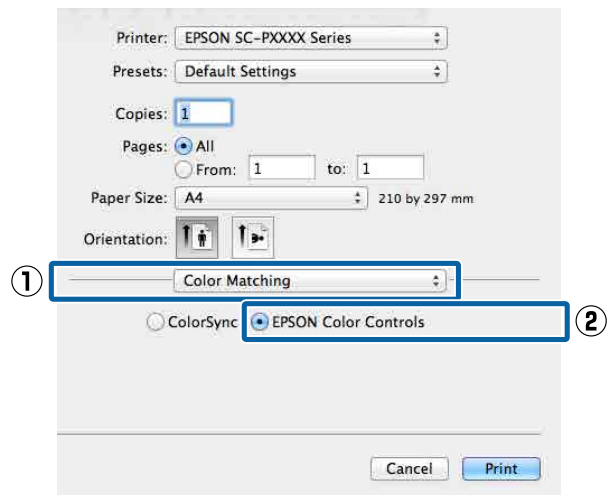 Printer: EPSON SC-PXXXX Series
Presets: Default Settings
Copies: 1
Pages: All
From: 1 to: 1
Paper Size: A4 210 by 297 mm
Orientation:
① Color Matching
ColorSync EPSON Color Controls ②
Cancel Print